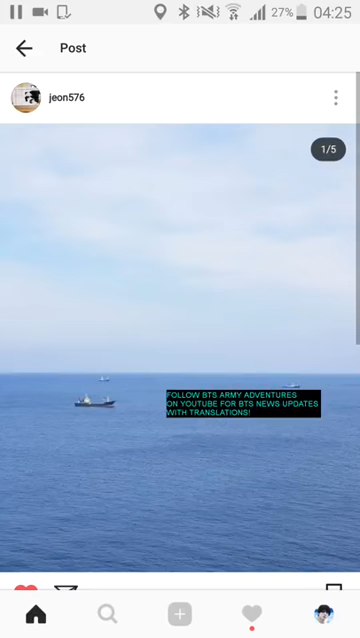 27% 04:25
Post
jeon576
1/5
FOLLOW BTS ARMY ADVENTURES
ON YOUTUBE FOR BTS NEWS UPDATES
WITH TRANSLATIONS!